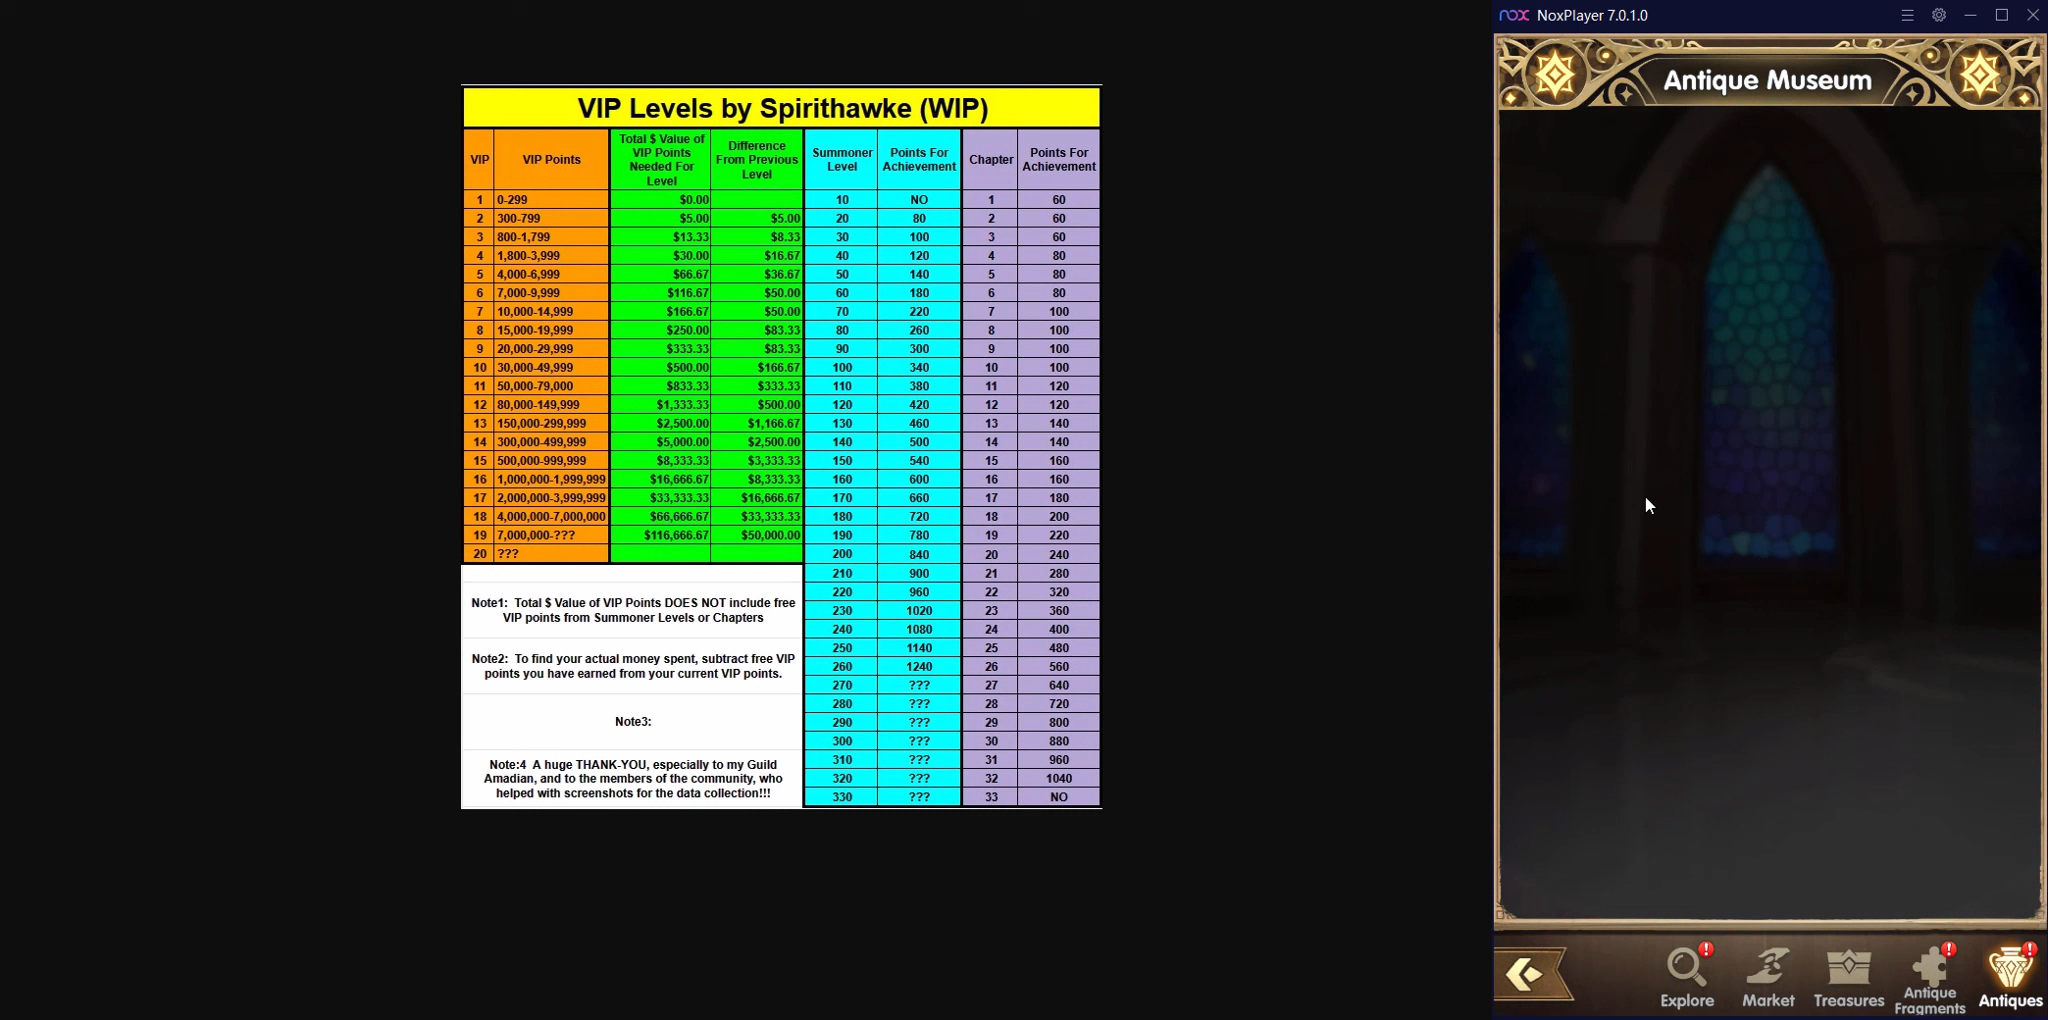 nox NoxPlayer 7.0.1.0
Antique Museum
VIP Levels by Spirithawke (WIP)
VIP VIP Points Total $ Value of VIP Points Needed For Level Difference From Previous Level Summoner Level Points For Achievement Chapter Points For Achievement
1 0-299 $0.00 10 NO 1 60
2 300-799 $5.00 $5.00 20 80 2 60
3 800-1,799 $13.33 $8.33 30 100 3 60
4 1,800-3,999 $30.00 $16.67 40 120 4 80
5 4,000-6,999 $66.67 $36.67 50 140 5 80
6 7,000-9,999 $116.67 $50.00 60 180 6 80
7 10,000-14,999 $166.67 $50.00 70 220 7 100
8 15,000-19,999 $250.00 $83.33 80 260 8 100
9 20,000-29,999 $333.33 $83.33 90 300 9 100
10 30,000-49,999 $500.00 $166.67 100 340 10 100
11 50,000-79,000 $833.33 $333.33 110 380 11 120
12 80,000-149,999 $1,333.33 $500.00 120 420 12 120
13 150,000-299,999 $2,500.00 $1,166.67 130 460 13 140
14 300,000-499,999 $5,000.00 $2,500.00 140 500 14 140
15 500,000-999,999 $8,333.33 $3,333.33 150 540 15 160
16 1,000,000-1,999,999 $16,666.67 $8,333.33 160 600 16 160
17 2,000,000-3,999,999 $33,333.33 $16,666.67 170 660 17 180
18 4,000,000-7,000,000 $66,666.67 $33,333.33 180 720 18 200
19 7,000,000-??? $116,666.67 $50,000.00 190 780 19 220
20 ??? 200 840 20 240
210 900 21 280
220 960 22 320
230 1020 23 360
240 1080 24 400
250 1140 25 480
260 1240 26 560
270 ??? 27 640
280 ??? 28 720
290 ??? 29 800
300 ??? 30 880
310 ??? 31 960
320 ??? 32 1040
330 ??? 33 NO
Note1: Total $ Value of VIP Points DOES NOT include free
VIP points from Summoner Levels or Chapters
Note2: To find your actual money spent, subtract free VIP
points you have earned from your current VIP points.
Note3:
Note:4 A huge THANK-YOU, especially to my Guild
Amadian, and to the members of the community, who
helped with screenshots for the data collection!!!
Explore Market Treasures Antique Fragments Antiques